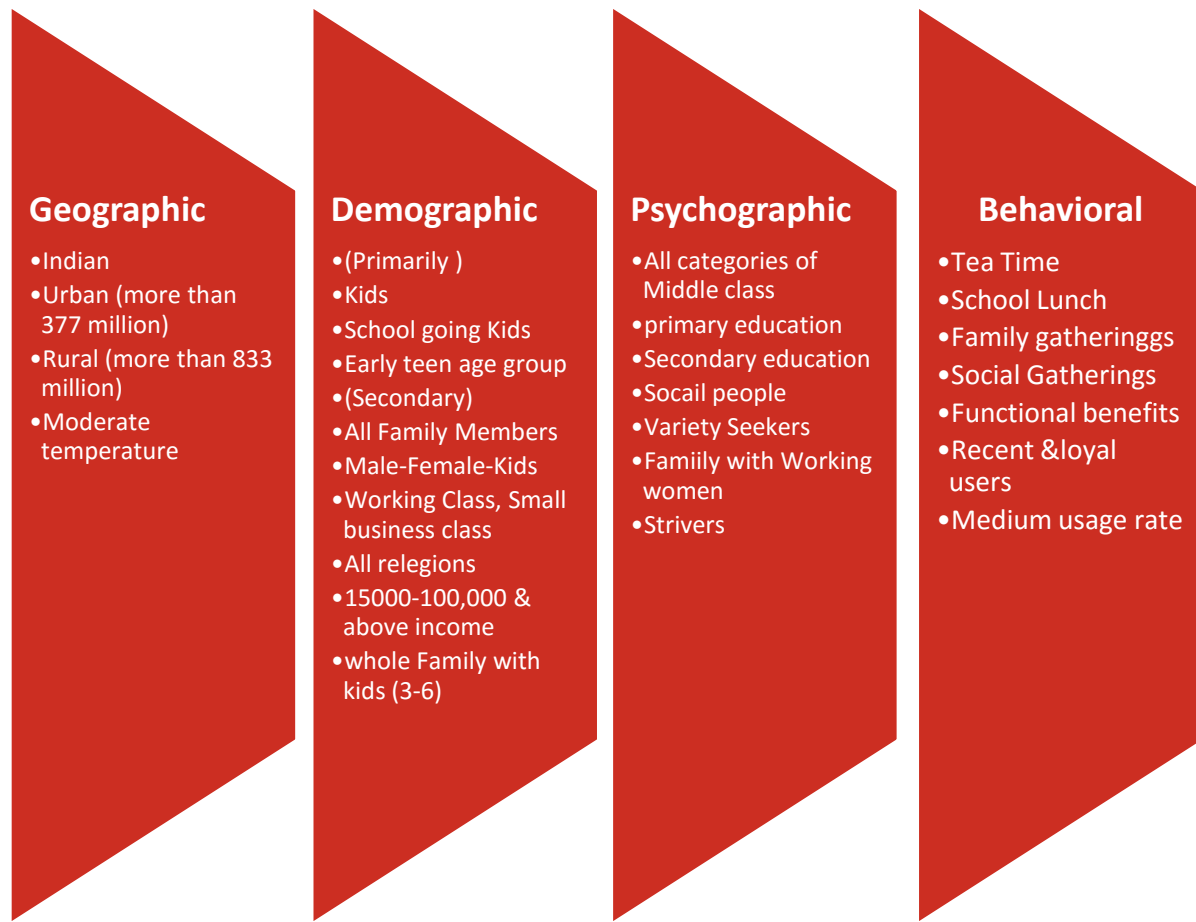 Geographic
•Indian
•Urban (more than
377 million)
•Rural (more than 833
million)
•Moderate
temperature
Demographic
•(Primarily )
•Kids
•School going Kids
•Early teen age group
•(Secondary)
•All Family Members
•Male-Female-Kids
•Working Class, Small
business class
•All relegions
•15000-100,000 &
above income
•whole Family with
kids (3-6)
Psychographic
•All categories of
Middle class
•primary education
•Secondary education
•Socail people
•Variety Seekers
•Famiily with Working
women
•Strivers
Behavioral
•Tea Time
•School Lunch
•Family gatheringgs
•Social Gatherings
•Functional benefits
•Recent &loyal
users
•Medium usage rate